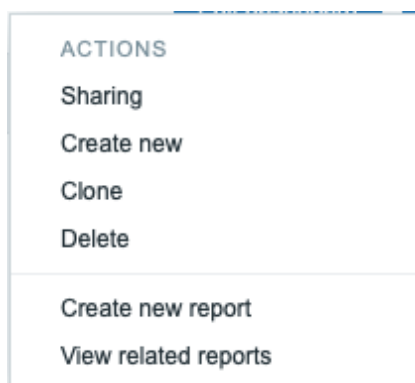 ACTIONS
Sharing
Create new
Clone
Delete
Create new report
View related reports